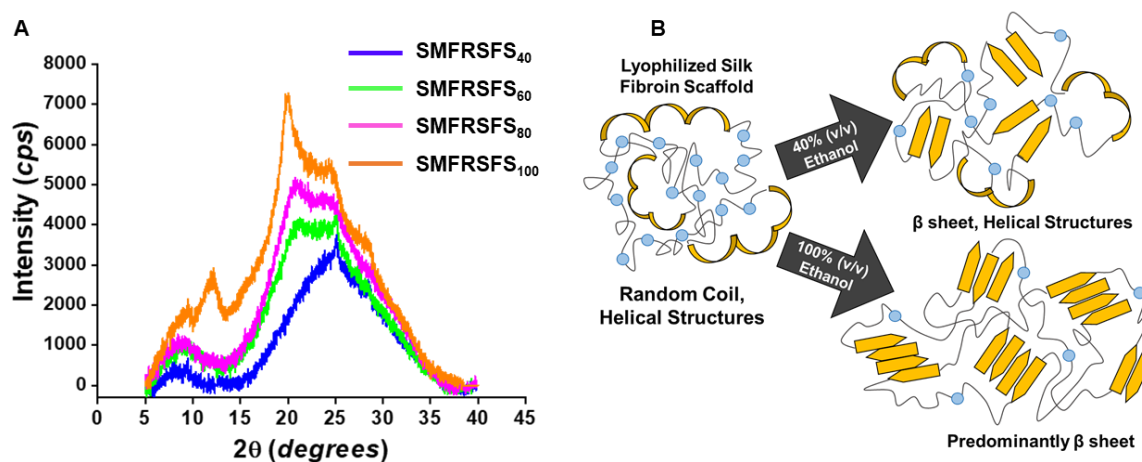 A
8000
7000
6000
5000
4000
3000
2000
1000
0
Intensity (cps)
0 5 10 15 20 25 30 35 40 45
2θ (degrees)
SMFRSFS40
SMFRSFS60
SMFRSFS80
SMFRSFS100
B
Lyophilized Silk
Fibroin Scaffold
Random Coil,
Helical Structures
40% (v/v)
Ethanol
100% (v/v)
Ethanol
β sheet, Helical Structures
Predominantly β sheet